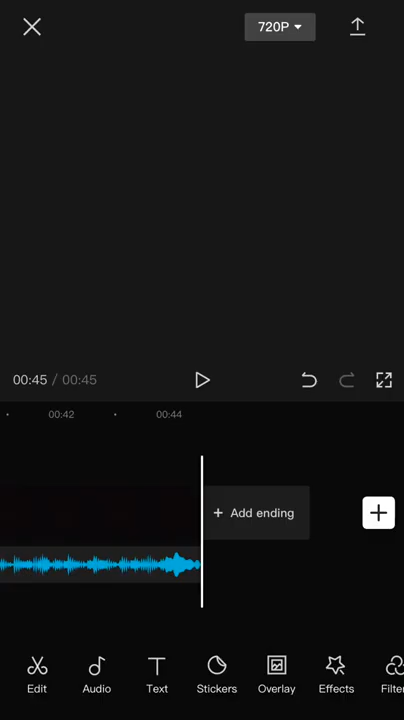 720P
00:45 / 00:45
00:42 00:44
+ Add ending
Edit Audio Text Stickers Overlay Effects Filter